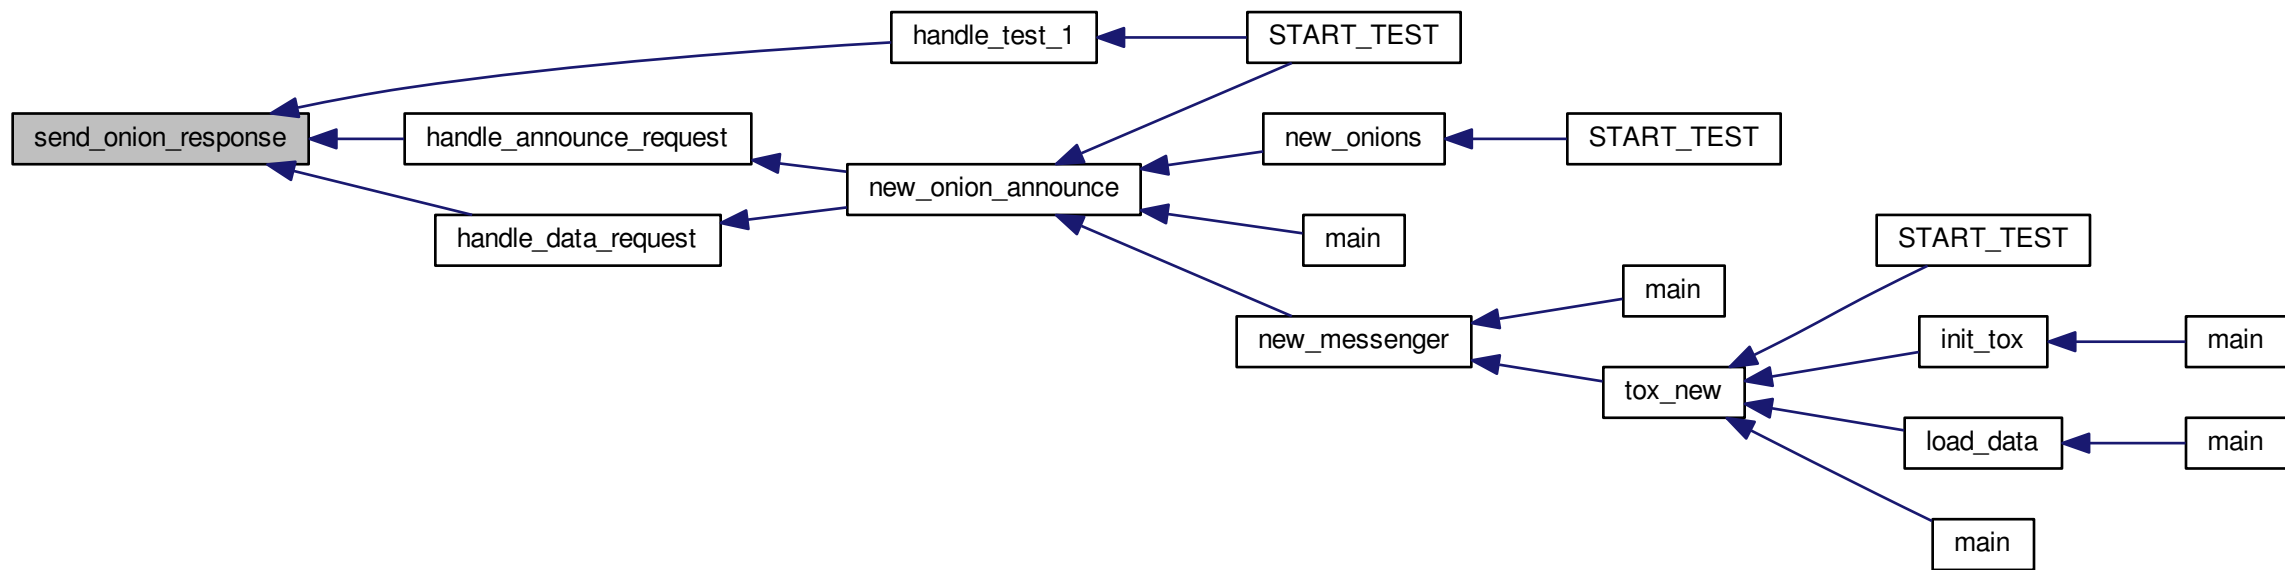 handle_test_1
START_TEST
send_onion_response
handle_announce_request
new_onions
START_TEST
new_onion_announce
handle_data_request
main
START_TEST
main
new_messenger
init_tox
main
tox_new
load_data
main
main